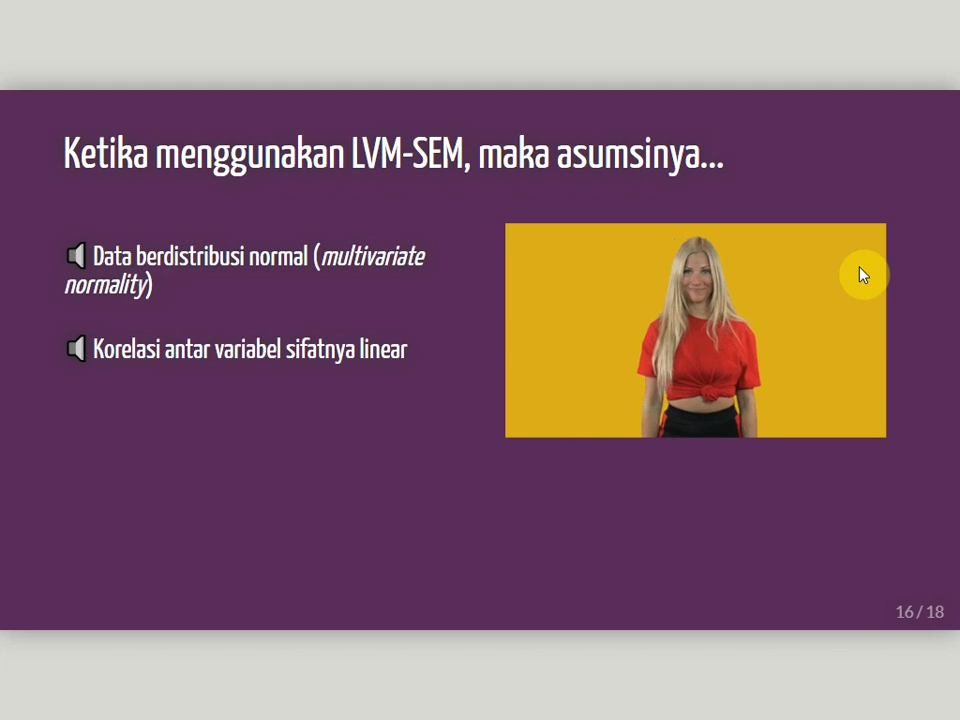 Ketika menggunakan LVM-SEM, maka asumsinya...
Data berdistribusi normal (multivariate
normality)
Korelasi antar variabel sifatnya linear
16 / 18